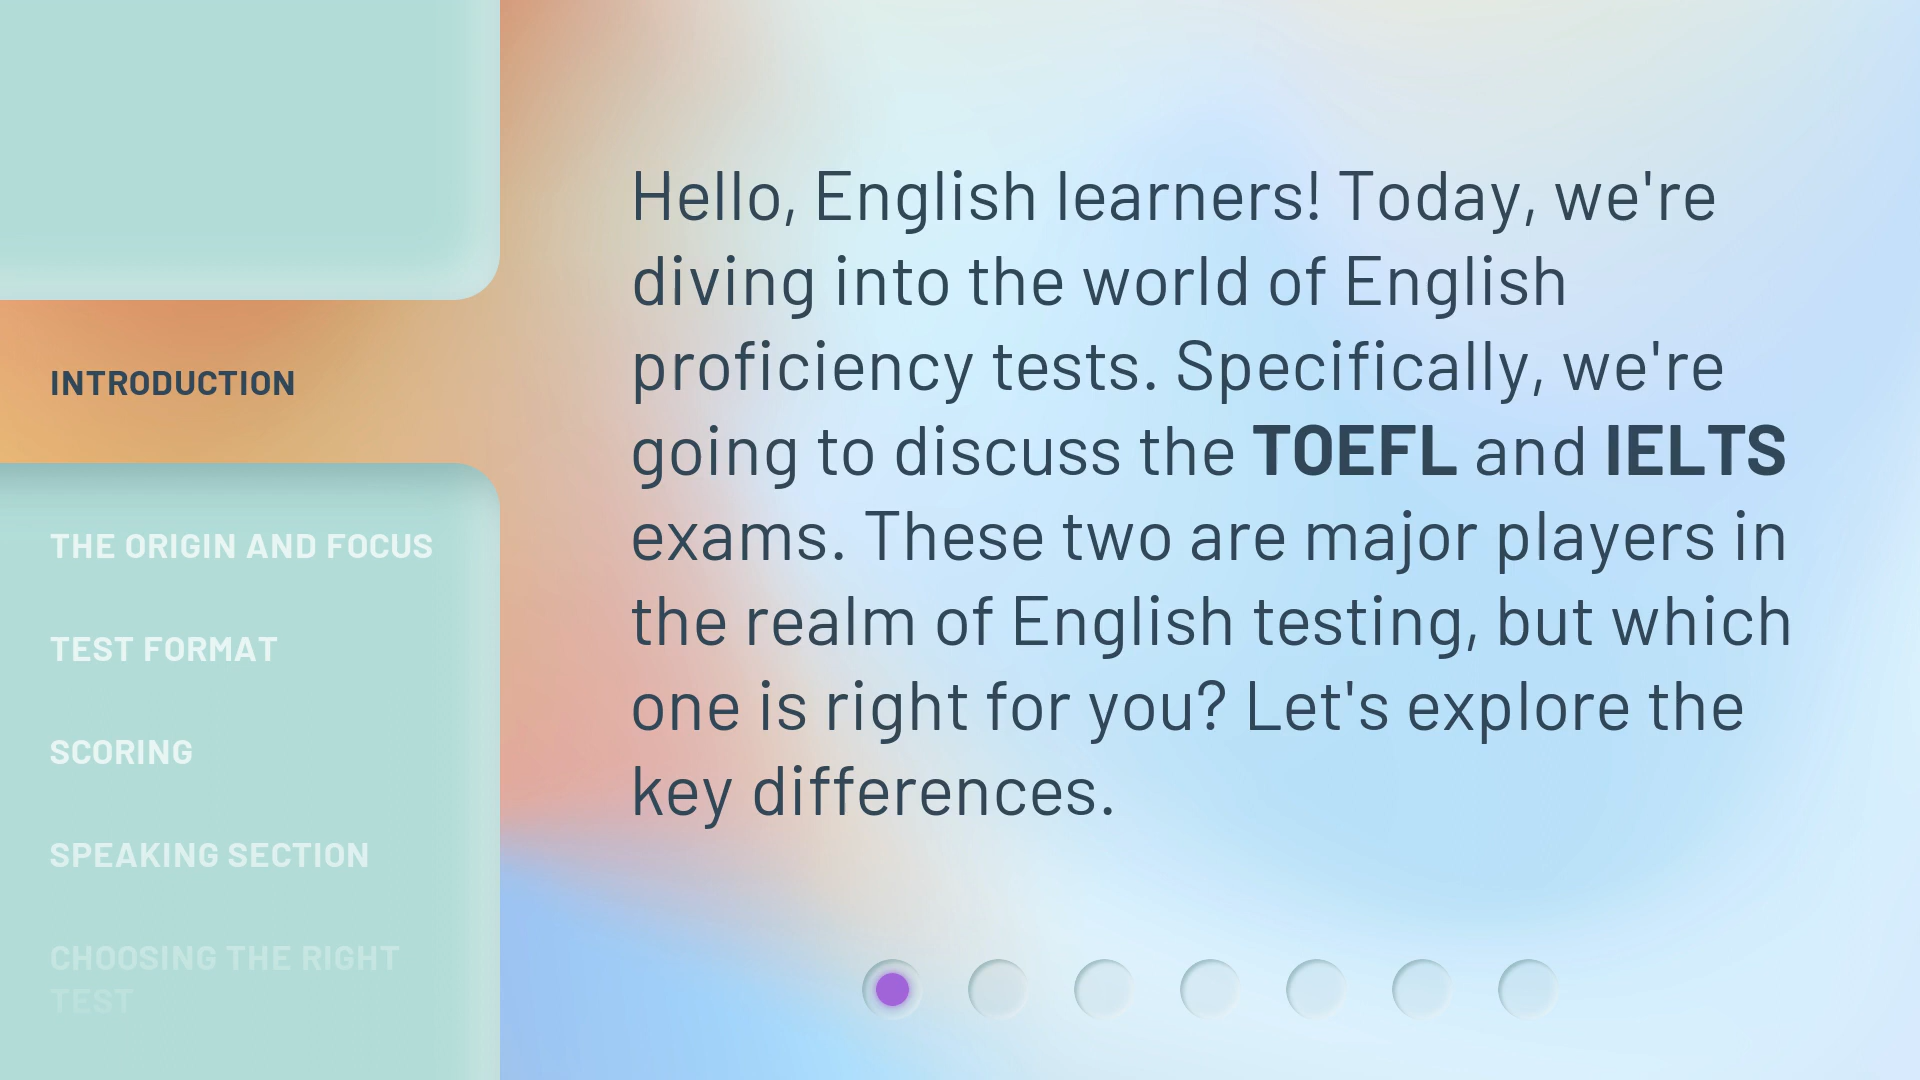 INTRODUCTION
THE ORIGIN AND FOCUS
TEST FORMAT
SCORING
SPEAKING SECTION
CHOOSING THE RIGHT
TEST
Hello, English learners! Today, we're
diving into the world of English
proficiency tests. Specifically, we're
going to discuss the TOEFL and IELTS
exams. These two are major players in
the realm of English testing, but which
one is right for you? Let's explore the
key differences.